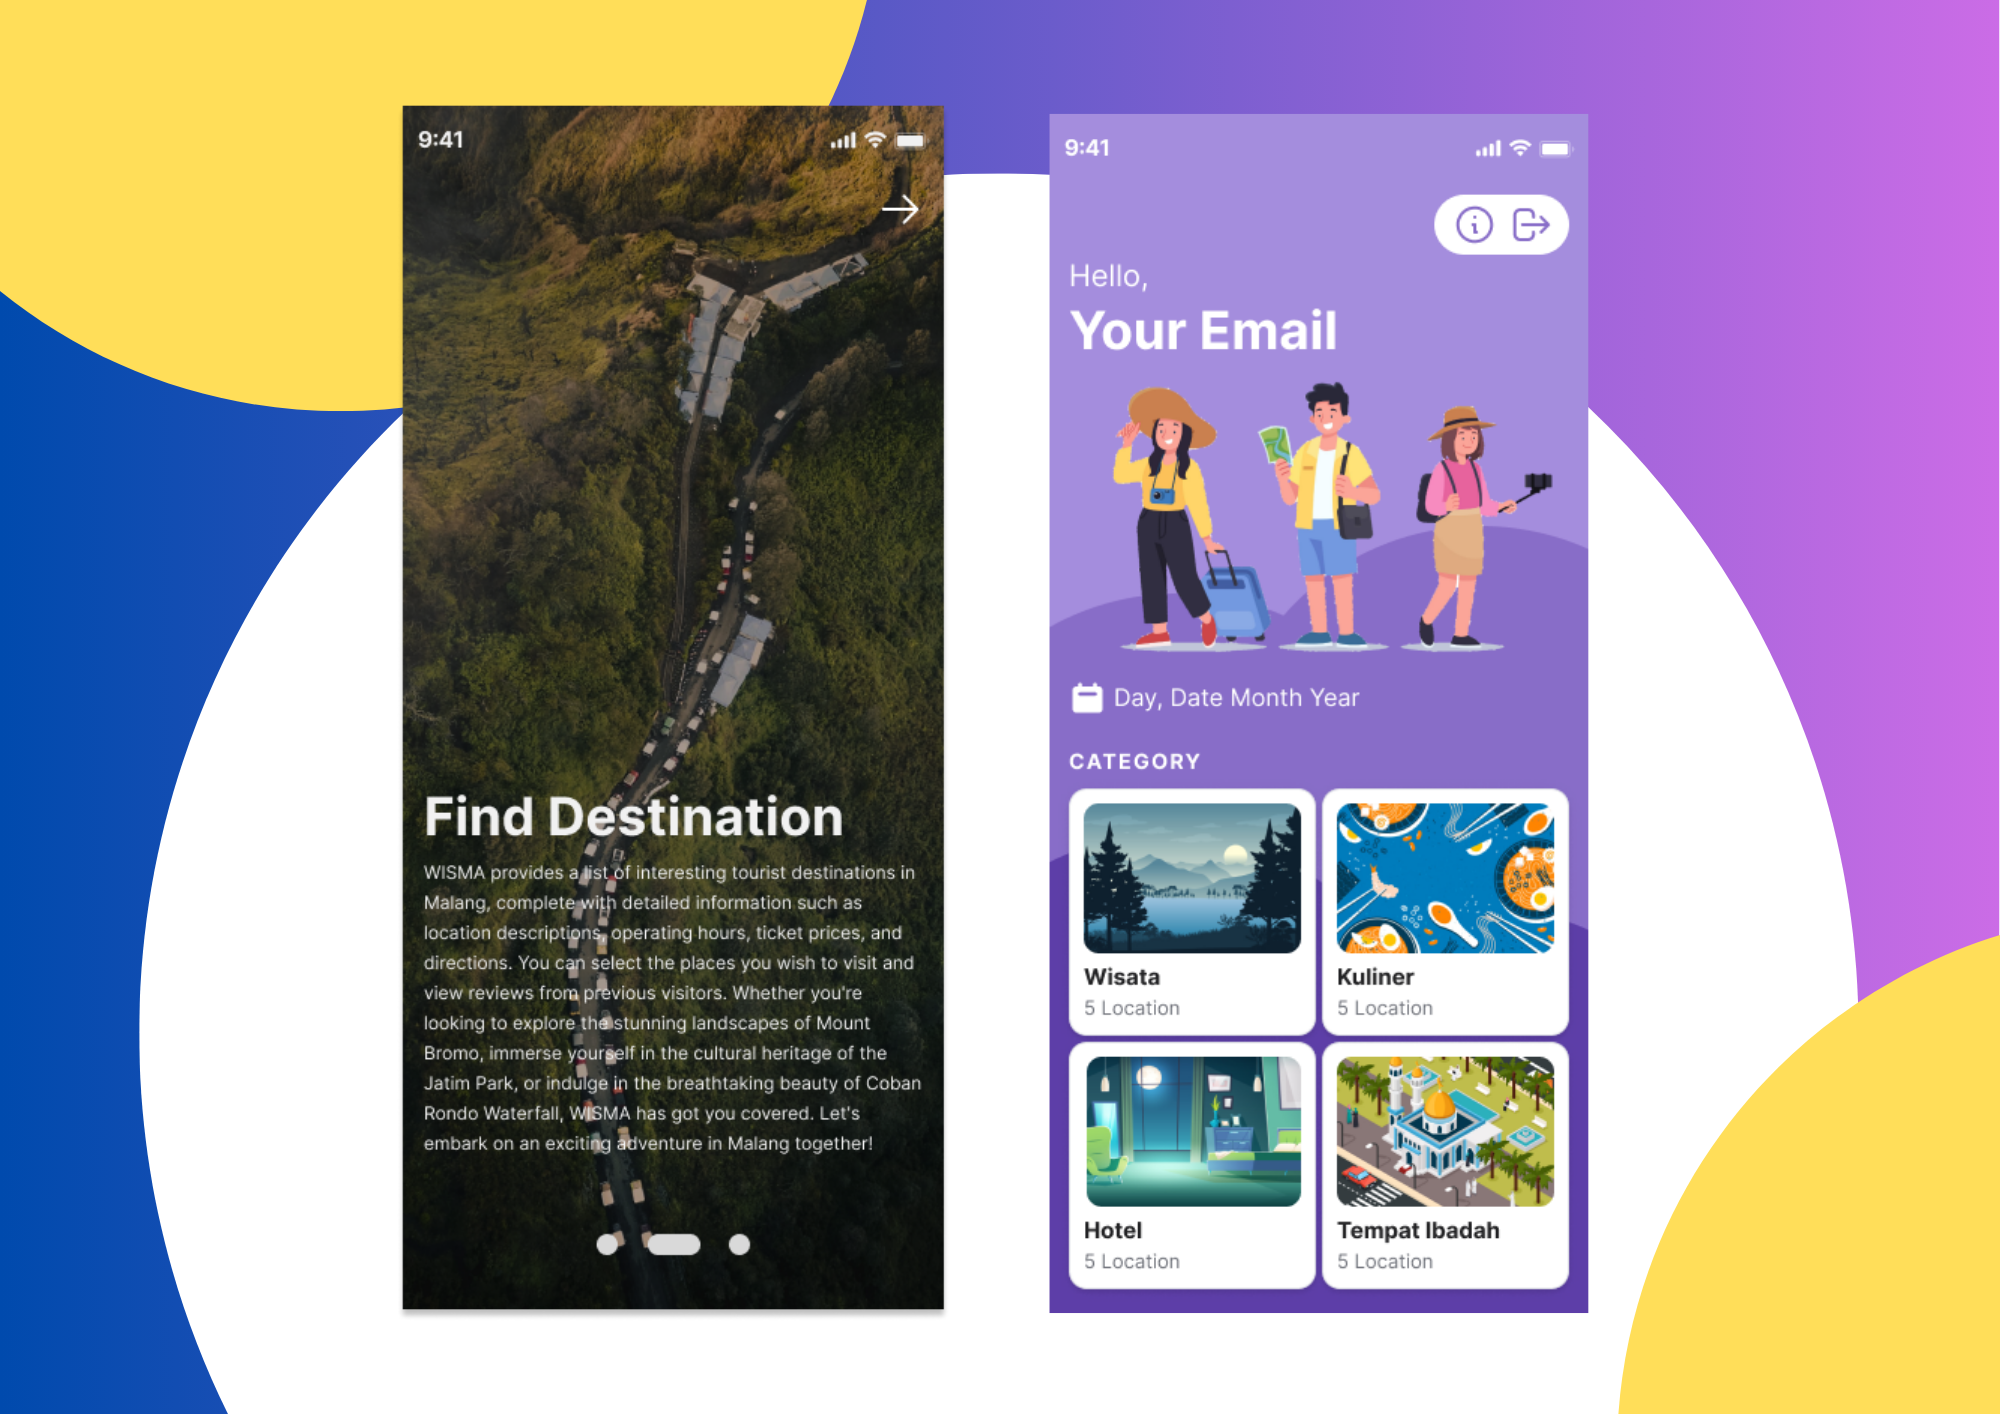 9:41
Find Destination
WISMA provides a list of interesting tourist destinations in
Malang, complete with detailed information such as
location descriptions, operating hours, ticket prices, and
directions. You can select the places you wish to visit and
view reviews from previous visitors. Whether you're
looking to explore the stunning landscapes of Mount
Bromo, immerse yourself in the cultural heritage of the
Jatim Park, or indulge in the breathtaking beauty of Coban
Rondo Waterfall, WISMA has got you covered. Let's
embark on an exciting adventure in Malang together!
9:41
Hello,
Your Email
Day, Date Month Year
CATEGORY
Wisata
5 Location
Kuliner
5 Location
Hotel
5 Location
Tempat Ibadah
5 Location